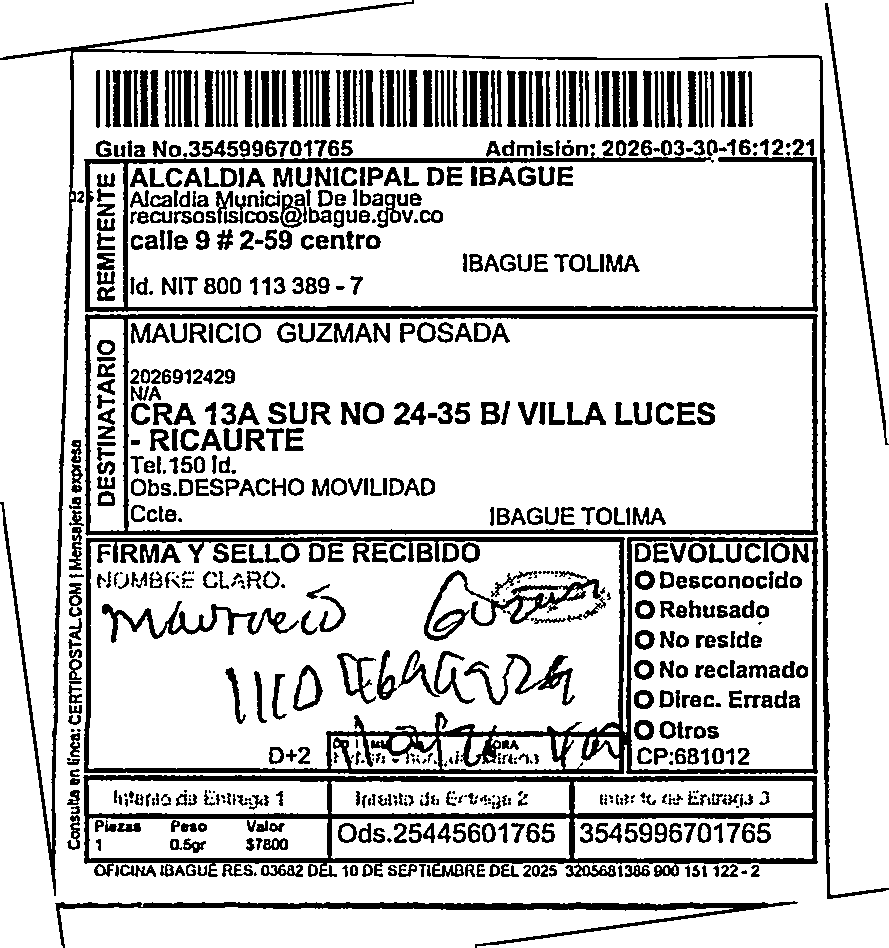 Guia No.3545996701765 Admisión: 2026-03-30-16:12:21
REMITENTE
ALCALDIA MUNICIPAL DE IBAGUE
Alcaldia Municipal De Ibague
recursosfisicos@ibague.gov.co
calle 9 # 2-59 centro
IBAGUE TOLIMA
Id. NIT 800 113 389 - 7
DESTINATARIO
MAURICIO GUZMAN POSADA
2026912429
N/A
CRA 13A SUR NO 24-35 B/ VILLA LUCES
- RICAURTE
Tel.150 Id.
Obs.DESPACHO MOVILIDAD
Ccte.
IBAGUE TOLIMA
Consulta en linea: CERTIPOSTAL.COM | Mensajeria expresa
FIRMA Y SELLO DE RECIBIDO
NOMBRE CLARO.
Mauricio Guzman
D+2
DEVOLUCION
Desconocido
Rehusado
No reside
No reclamado
Direc. Errada
Otros
CP:681012
Intento de Entrega 1 Intento de Entrega 2 Intento de Entrega 3
Piezas Peso Valor
1 0.5gr $7800
Ods.25445601765 3545996701765
OFICINA IBAGUÉ RES. 03682 DEL 10 DE SEPTIEMBRE DEL 2025 3205681386 900 151 122 - 2